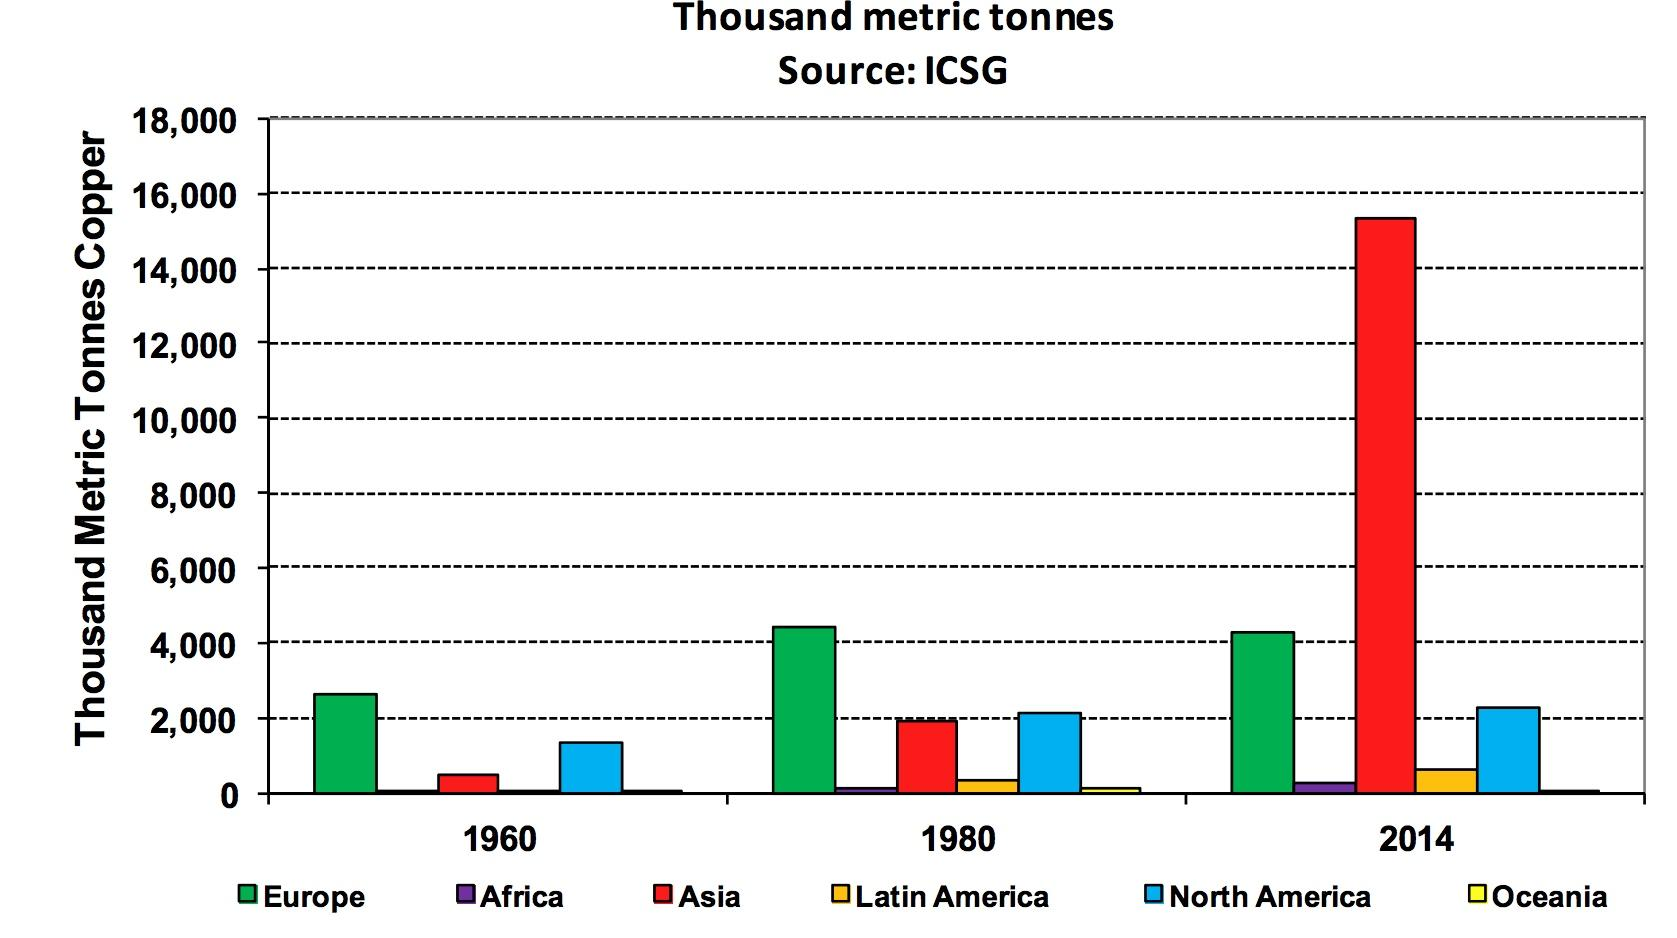 Thousand metric tonnes
Source: ICSG
Thousand Metric Tonnes Copper
18,000
16,000
14,000
12,000
10,000
8,000
6,000
4,000
2,000
0
1960 1980 2014
Europe Africa Asia Latin America North America Oceania